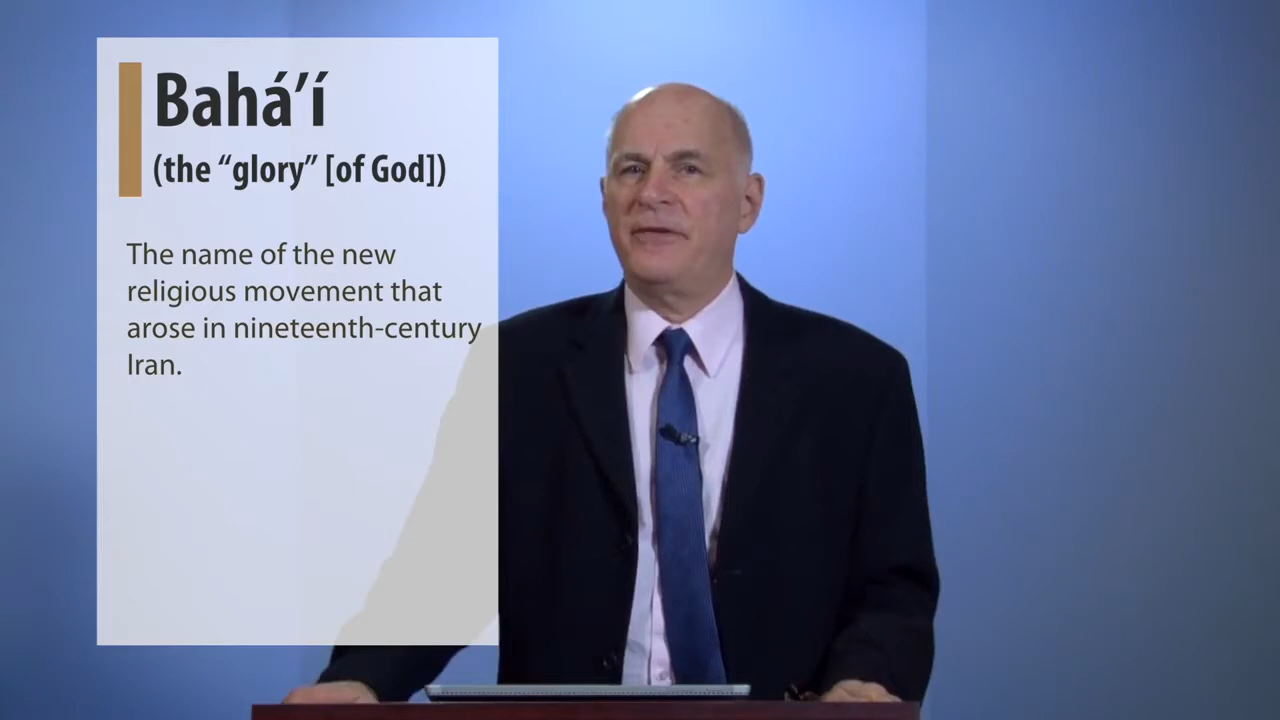 Bahá’í
(the “glory” [of God])
The name of the new
religious movement that
arose in nineteenth-century
Iran.